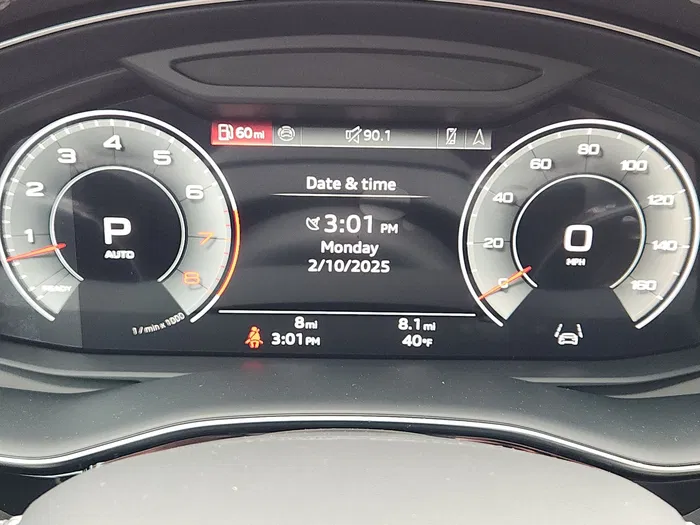 60 mi
90.1
Date & time
3:01 PM
Monday
2/10/2025
8mi
3:01 PM
8.1 mi
40°F
1
2
3
4
5
6
7
8
READY
P
AUTO
1/min x 1000
0
20
40
60
80
100
120
140
160
0
MPH